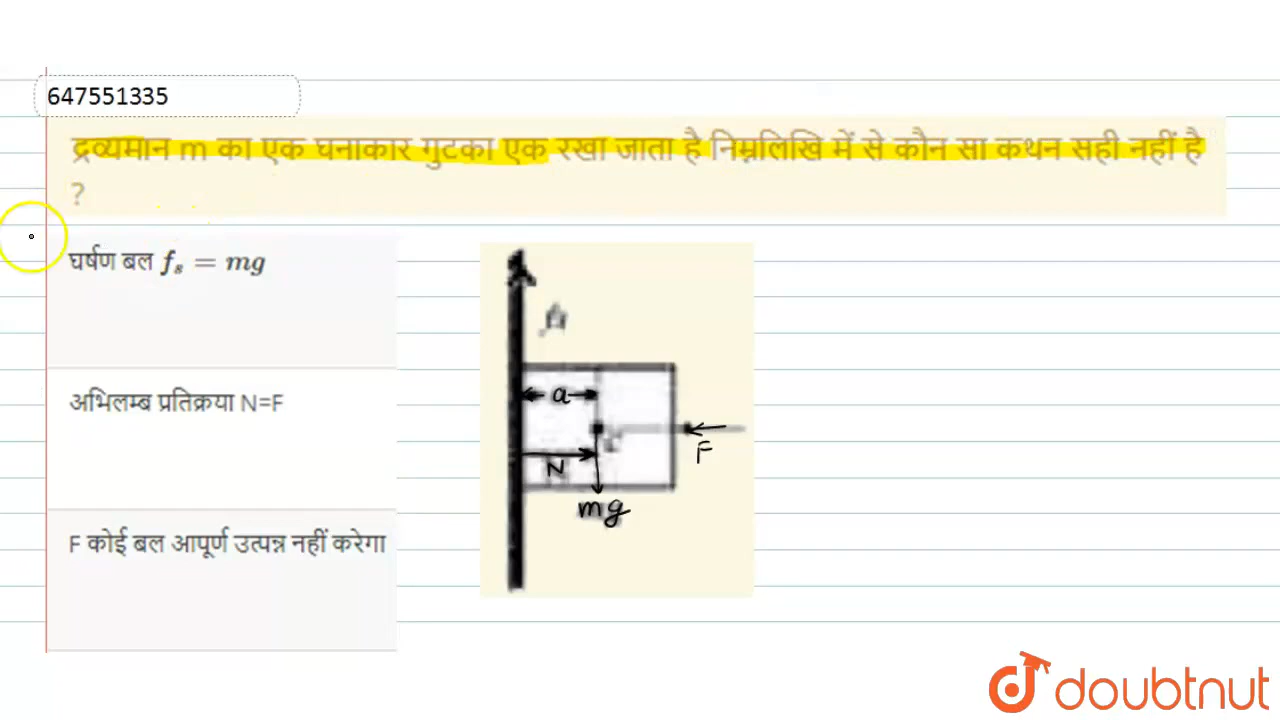 647551335
द्रव्यमान m का एक घनाकार गुटका एक रखा जाता है निम्नलिखि में से कौन सा कथन सही नहीं है
?
घर्षण बल fₛ = mg
अभिलम्ब प्रतिक्रया N=F
F कोई बल आपूर्ण उत्पन्न नहीं करेगा
a
F
N
mg
doubtnut